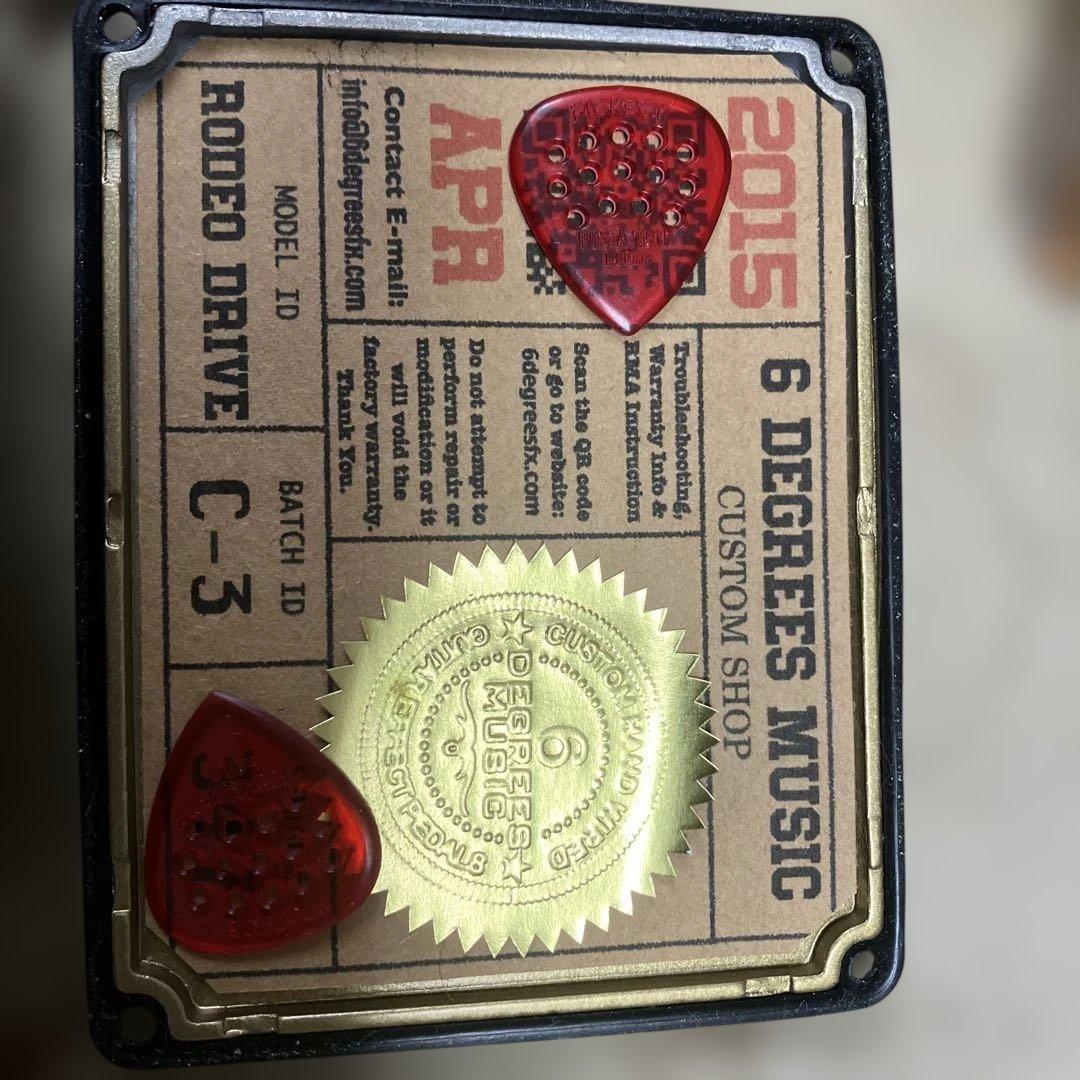 2015
APR
Contact E-mail:
info@6degreesfx.com
6 DEGREES MUSIC
CUSTOM SHOP
Troubleshooting,
Warranty Info &
RMA Instruction
Scan the QR code
or go to website:
6degreesfx.com
Do not attempt to
perform repair or
modification or it
will void the
factory warranty.
Thank You.
MODEL ID
RODEO DRIVE
BATCH ID
C-3
CUSTOM HAND WIRED
6
DEGREES
MUSIC